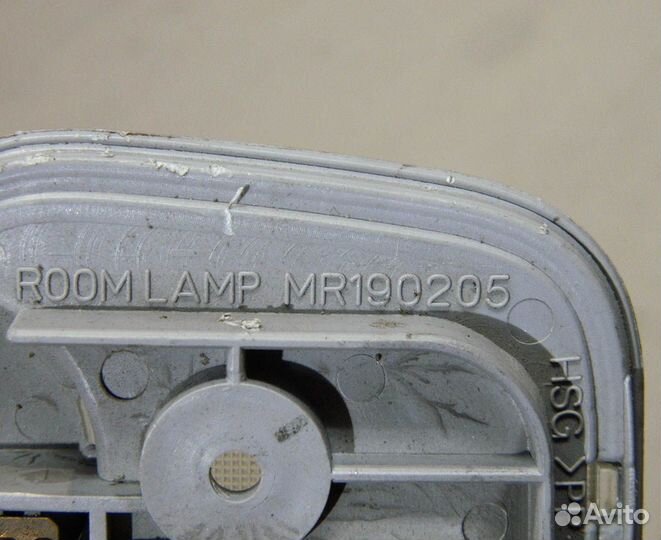 ROOM LAMP MR190205
HSG >P
Avito